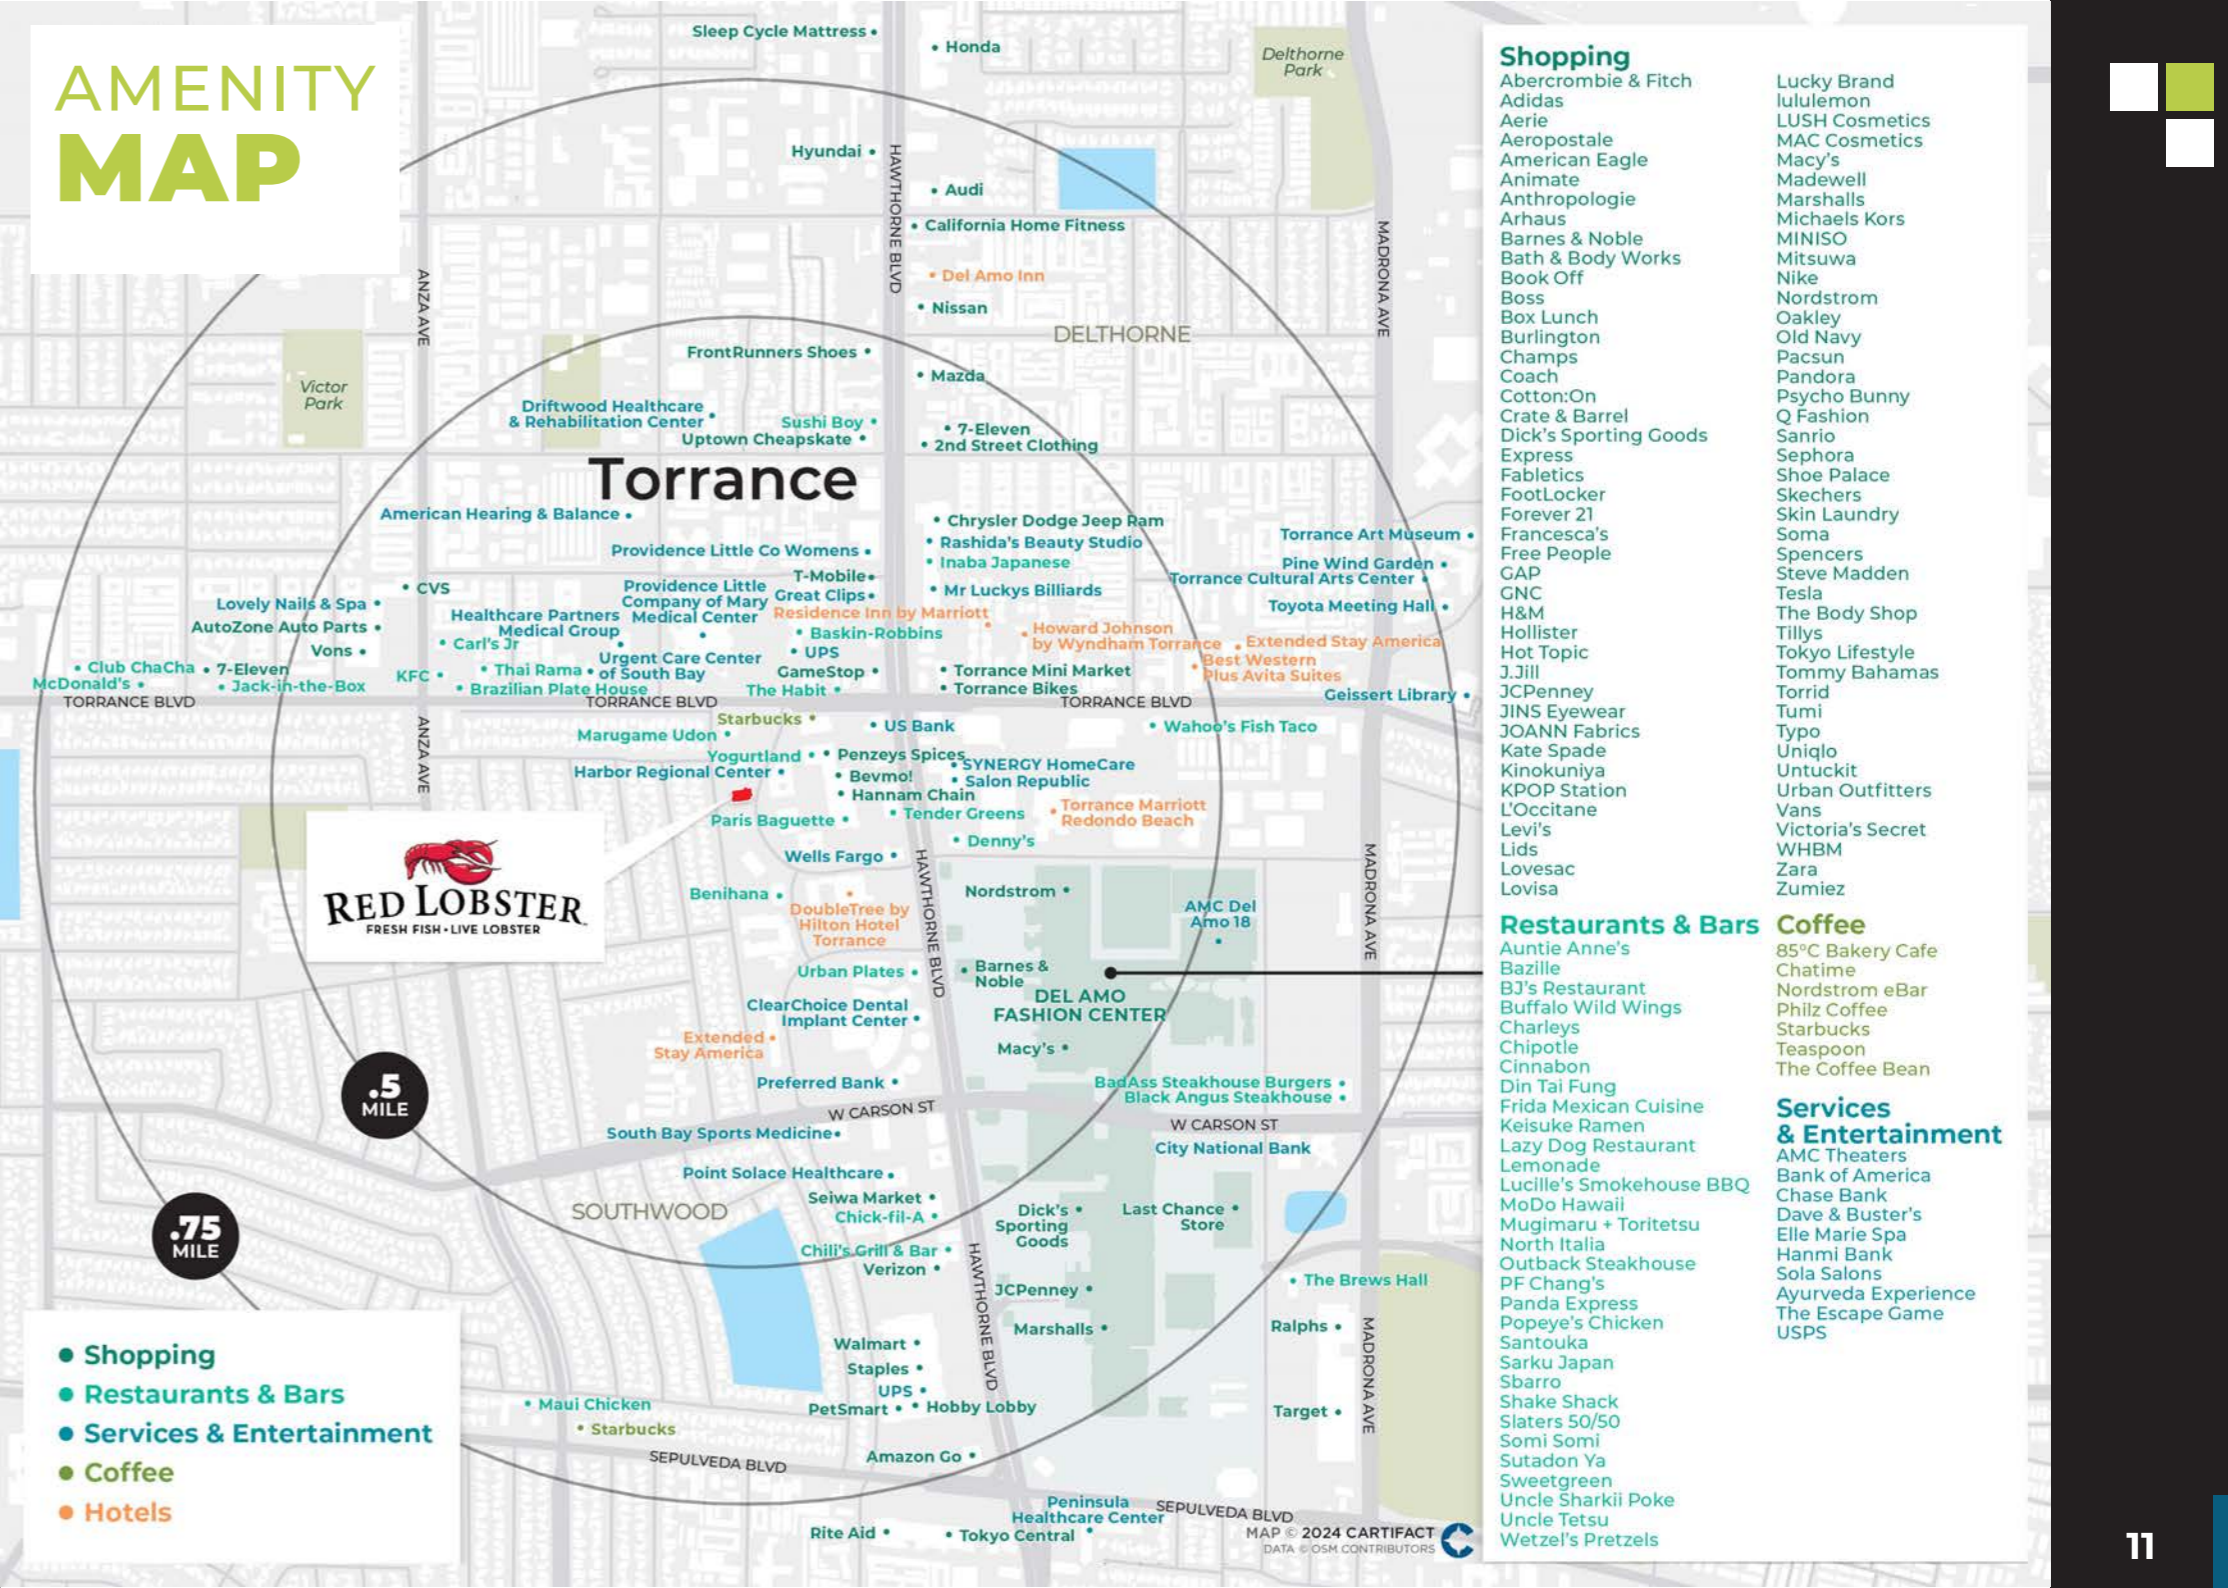 AMENITY
MAP
Sleep Cycle Mattress
Honda
Delthorne
Park
Hyundai
HAWTHORNE BLVD
Audi
California Home Fitness
MADRONA AVE
Del Amo Inn
ANZA AVE
Nissan
DELTHORNE
FrontRunners Shoes
Mazda
Victor
Park
Driftwood Healthcare
& Rehabilitation Center
Sushi Boy
Uptown Cheapskate
7-Eleven
2nd Street Clothing
Torrance
American Hearing & Balance
Chrysler Dodge Jeep Ram
Rashida's Beauty Studio
Inaba Japanese
Torrance Art Museum
Providence Little Co Womens
Pine Wind Garden
Torrance Cultural Arts Center
T-Mobile
Great Clips
CVS
Providence Little
Company of Mary
Medical Center
Mr Luckys Billiards
Toyota Meeting Hall
Lovely Nails & Spa
Healthcare Partners
Medical Group
Residence Inn by Marriott
AutoZone Auto Parts
Baskin-Robbins
Howard Johnson
by Wyndham Torrance
Extended Stay America
Carl's Jr
Vons
UPS
Urgent Care Center
of South Bay
Best Western
Plus Avita Suites
Club ChaCha
7-Eleven
KFC
Thai Rama
GameStop
Torrance Mini Market
McDonald's
Jack-in-the-Box
Brazilian Plate House
The Habit
Torrance Bikes
Geissert Library
TORRANCE BLVD
TORRANCE BLVD
TORRANCE BLVD
Starbucks
US Bank
Wahoo's Fish Taco
ANZA AVE
Marugame Udon
Yogurtland
Penzeys Spices
SYNERGY HomeCare
Harbor Regional Center
Bevmo!
Salon Republic
Hannam Chain
Torrance Marriott
Redondo Beach
Paris Baguette
Tender Greens
Denny's
RED LOBSTER
FRESH FISH • LIVE LOBSTER
Wells Fargo
HAWTHORNE BLVD
MADRONA AVE
Benihana
Nordstrom
DoubleTree by
Hilton Hotel
Torrance
AMC Del
Amo 18
Urban Plates
Barnes &
Noble
DEL AMO
FASHION CENTER
ClearChoice Dental
Implant Center
Extended
Stay America
Macy's
.5
MILE
Preferred Bank
BadAss Steakhouse Burgers
Black Angus Steakhouse
W CARSON ST
W CARSON ST
South Bay Sports Medicine
City National Bank
Point Solace Healthcare
Seiwa Market
Chick-fil-A
SOUTHWOOD
Dick's
Sporting
Goods
Last Chance
Store
.75
MILE
Chili's Grill & Bar
Verizon
HAWTHORNE BLVD
The Brews Hall
JCPenney
Marshalls
Ralphs
MADRONA AVE
Walmart
Staples
UPS
PetSmart
Hobby Lobby
Target
Maui Chicken
Starbucks
SEPULVEDA BLVD
Amazon Go
Peninsula
Healthcare Center
SEPULVEDA BLVD
Rite Aid
Tokyo Central
MAP © 2024 CARTIFACT
DATA © OSM CONTRIBUTORS
Shopping
Restaurants & Bars
Services & Entertainment
Coffee
Hotels
Shopping
Abercrombie & Fitch
Adidas
Aerie
Aeropostale
American Eagle
Animate
Anthropologie
Arhaus
Barnes & Noble
Bath & Body Works
Book Off
Boss
Box Lunch
Burlington
Champs
Coach
Cotton:On
Crate & Barrel
Dick's Sporting Goods
Express
Fabletics
FootLocker
Forever 21
Francesca's
Free People
GAP
GNC
H&M
Hollister
Hot Topic
J.Jill
JCPenney
JINS Eyewear
JOANN Fabrics
Kate Spade
Kinokuniya
KPOP Station
L'Occitane
Levi's
Lids
Lovesac
Lovisa
Lucky Brand
lululemon
LUSH Cosmetics
MAC Cosmetics
Macy's
Madewell
Marshalls
Michaels Kors
MINISO
Mitsuwa
Nike
Nordstrom
Oakley
Old Navy
Pacsun
Pandora
Psycho Bunny
Q Fashion
Sanrio
Sephora
Shoe Palace
Skechers
Skin Laundry
Soma
Spencers
Steve Madden
Tesla
The Body Shop
Tillys
Tokyo Lifestyle
Tommy Bahamas
Torrid
Tumi
Typo
Uniqlo
Untuckit
Urban Outfitters
Vans
Victoria's Secret
WHBM
Zara
Zumiez
Restaurants & Bars
Auntie Anne's
Bazille
BJ's Restaurant
Buffalo Wild Wings
Charleys
Chipotle
Cinnabon
Din Tai Fung
Frida Mexican Cuisine
Keisuke Ramen
Lazy Dog Restaurant
Lemonade
Lucille's Smokehouse BBQ
MoDo Hawaii
Mugimaru + Toritetsu
North Italia
Outback Steakhouse
PF Chang's
Panda Express
Popeye's Chicken
Santouka
Sarku Japan
Sbarro
Shake Shack
Slaters 50/50
Somi Somi
Sutadon Ya
Sweetgreen
Uncle Sharkii Poke
Uncle Tetsu
Wetzel's Pretzels
Coffee
85°C Bakery Cafe
Chatime
Nordstrom eBar
Philz Coffee
Starbucks
Teaspoon
The Coffee Bean
Services
& Entertainment
AMC Theaters
Bank of America
Chase Bank
Dave & Buster's
Elle Marie Spa
Hanmi Bank
Sola Salons
Ayurveda Experience
The Escape Game
USPS
11